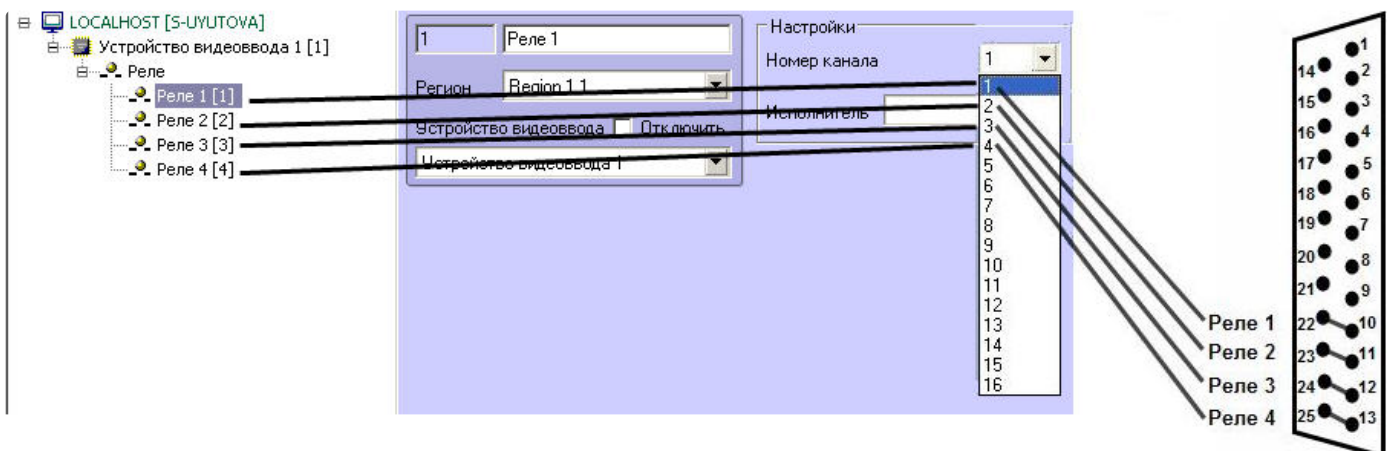 LOCALHOST [S-UYUTOVA]
Устройство видеоввода 1 [1]
Реле
Реле 1 [1]
Реле 2 [2]
Реле 3 [3]
Реле 4 [4]
1
Реле 1
Регион
Region 1.1
Устройство видеоввода
Отключить
Устройство видеоввода 1
Настройки
Номер канала
1
Исполнитель
1
2
3
4
5
6
7
8
9
10
11
12
13
14
15
16
Реле 1
Реле 2
Реле 3
Реле 4
1
14
2
15
3
16
4
17
5
18
6
19
7
20
8
21
9
22
10
23
11
24
12
25
13